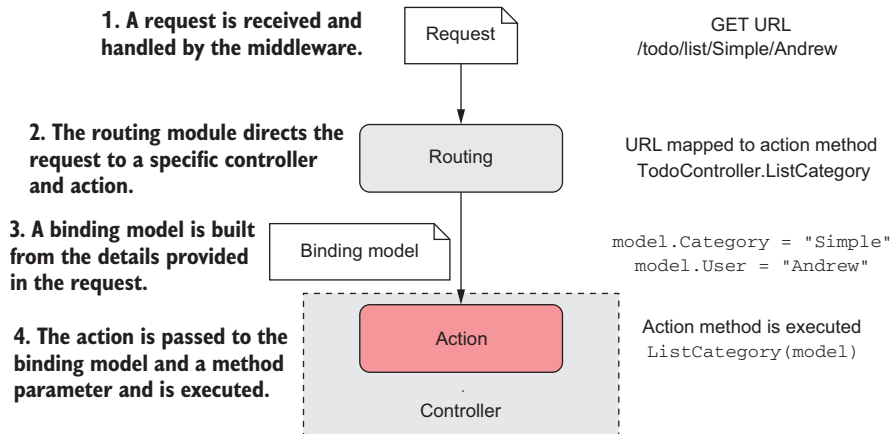 1. A request is received and
handled by the middleware.
Request
GET URL
/todo/list/Simple/Andrew
2. The routing module directs the
request to a specific controller
and action.
Routing
URL mapped to action method
TodoController.ListCategory
3. A binding model is built
from the details provided
in the request.
Binding model
model.Category = "Simple"
model.User = "Andrew"
4. The action is passed to the
binding model and a method
parameter and is executed.
Action
Action method is executed
ListCategory(model)
.
Controller